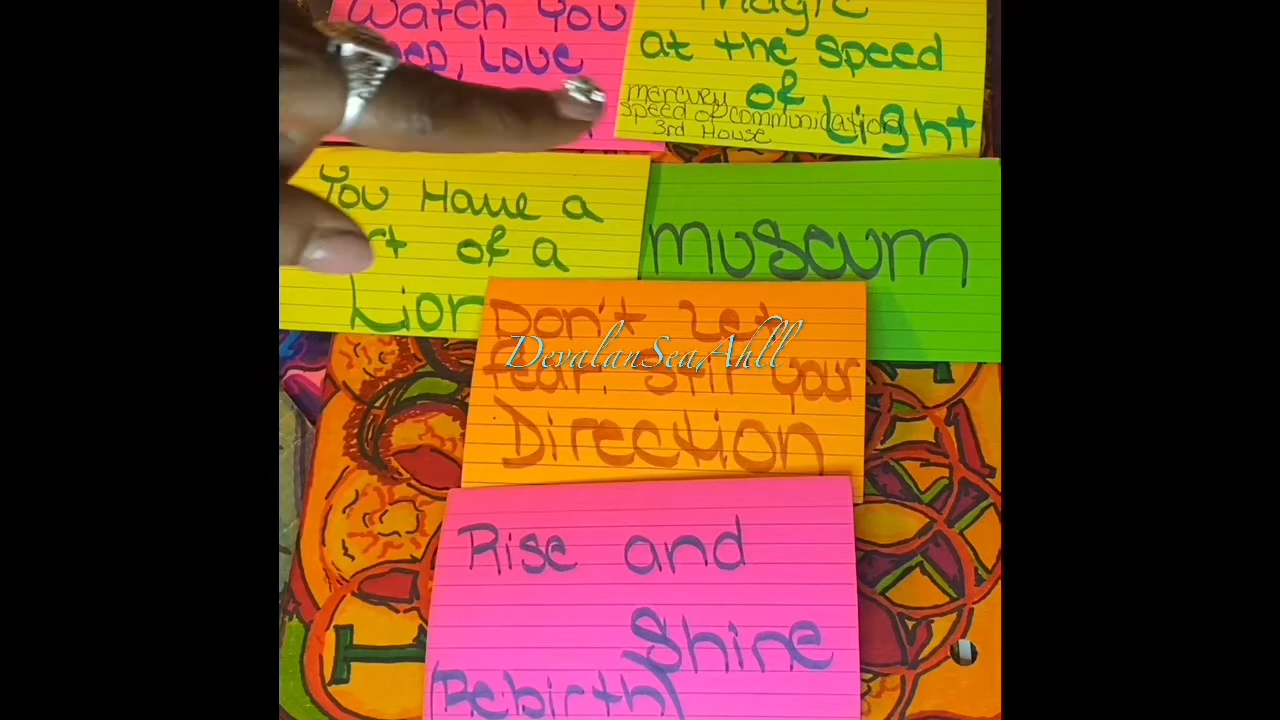 Watch You
Love
Magic
at the speed
of Light
mercury
speed of communication
3rd House
You Have a
of a
Lion
museum
Don't Let
fear, Still your
Direction
DevalanSeaAhll
Rise and
Shine
(Rebirth)